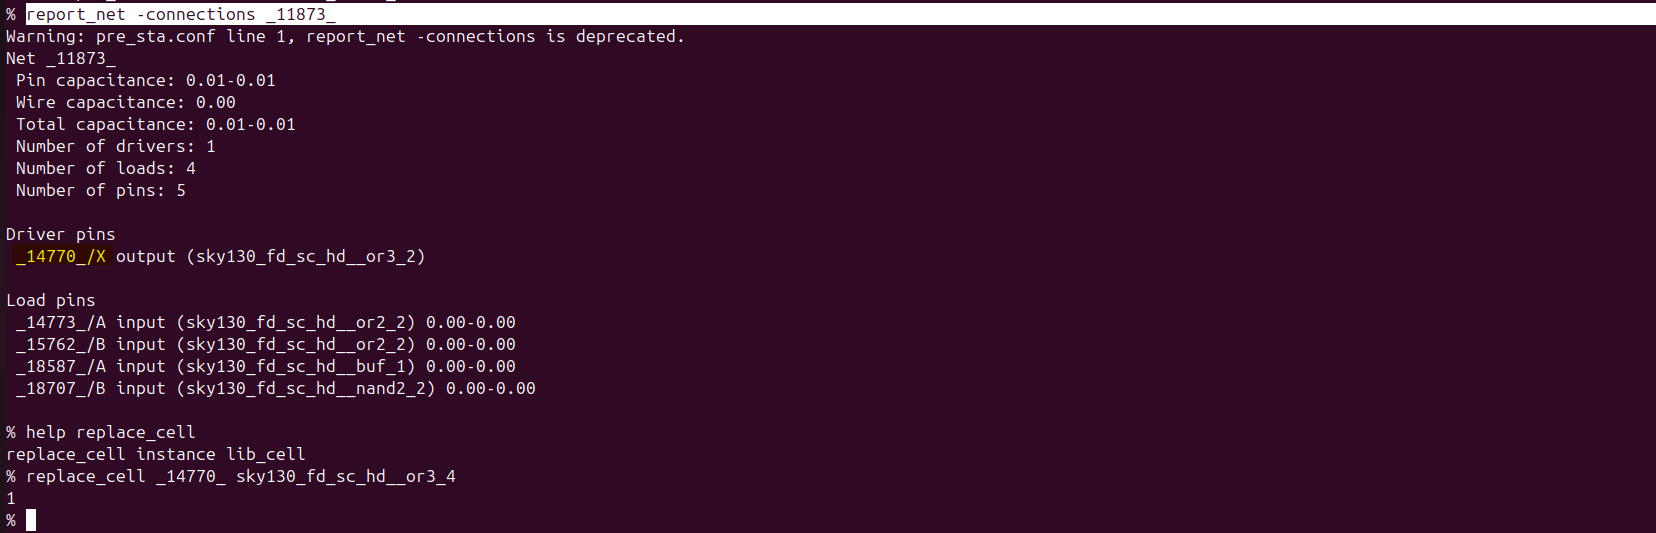 % report_net -connections _11873_
Warning: pre_sta.conf line 1, report_net -connections is deprecated.
Net _11873_
Pin capacitance: 0.01-0.01
Wire capacitance: 0.00
Total capacitance: 0.01-0.01
Number of drivers: 1
Number of loads: 4
Number of pins: 5
Driver pins
_14770_/X output (sky130_fd_sc_hd__or3_2)
Load pins
_14773_/A input (sky130_fd_sc_hd__or2_2) 0.00-0.00
_15762_/B input (sky130_fd_sc_hd__or2_2) 0.00-0.00
_18587_/A input (sky130_fd_sc_hd__buf_1) 0.00-0.00
_18707_/B input (sky130_fd_sc_hd__nand2_2) 0.00-0.00
% help replace_cell
replace_cell instance lib_cell
% replace_cell _14770_ sky130_fd_sc_hd__or3_4
1
%